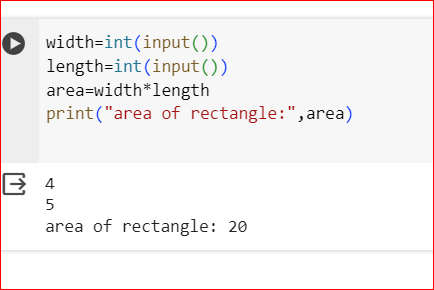 width=int(input())
length=int(input())
area=width*length
print("area of rectangle:",area)
4
5
area of rectangle: 20